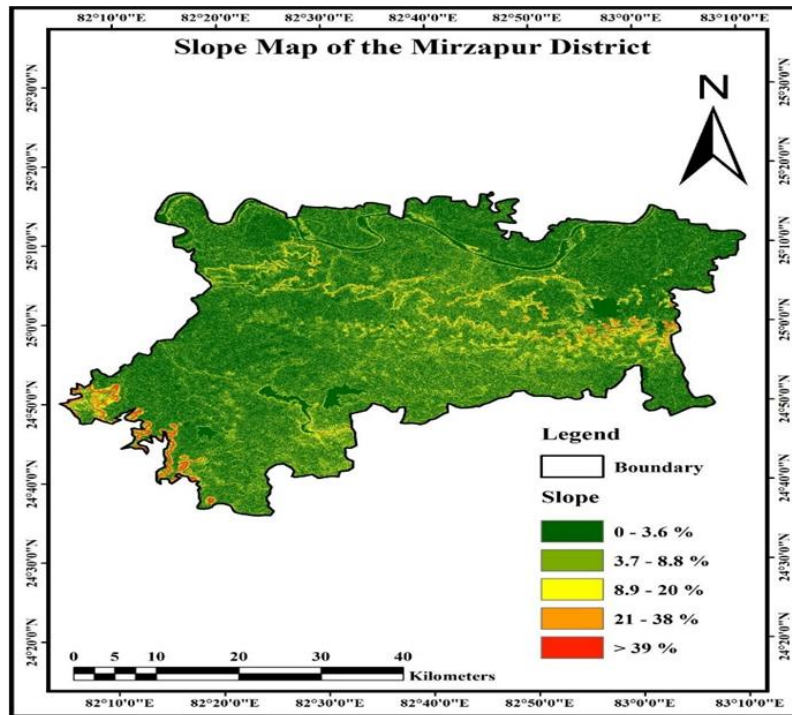 82°10'0"E 82°20'0"E 82°30'0"E 82°40'0"E 82°50'0"E 83°0'0"E 83°10'0"E
Slope Map of the Mirzapur District
N
25°30'0"N 25°30'0"N
25°20'0"N 25°20'0"N
25°10'0"N 25°10'0"N
25°0'0"N 25°0'0"N
24°50'0"N 24°50'0"N
24°40'0"N 24°40'0"N
24°30'0"N 24°30'0"N
24°20'0"N 24°20'0"N
Legend
Boundary
Slope
0 - 3.6 %
3.7 - 8.8 %
8.9 - 20 %
21 - 38 %
> 39 %
0 5 10 20 30 40
Kilometers
82°10'0"E 82°20'0"E 82°30'0"E 82°40'0"E 82°50'0"E 83°0'0"E 83°10'0"E